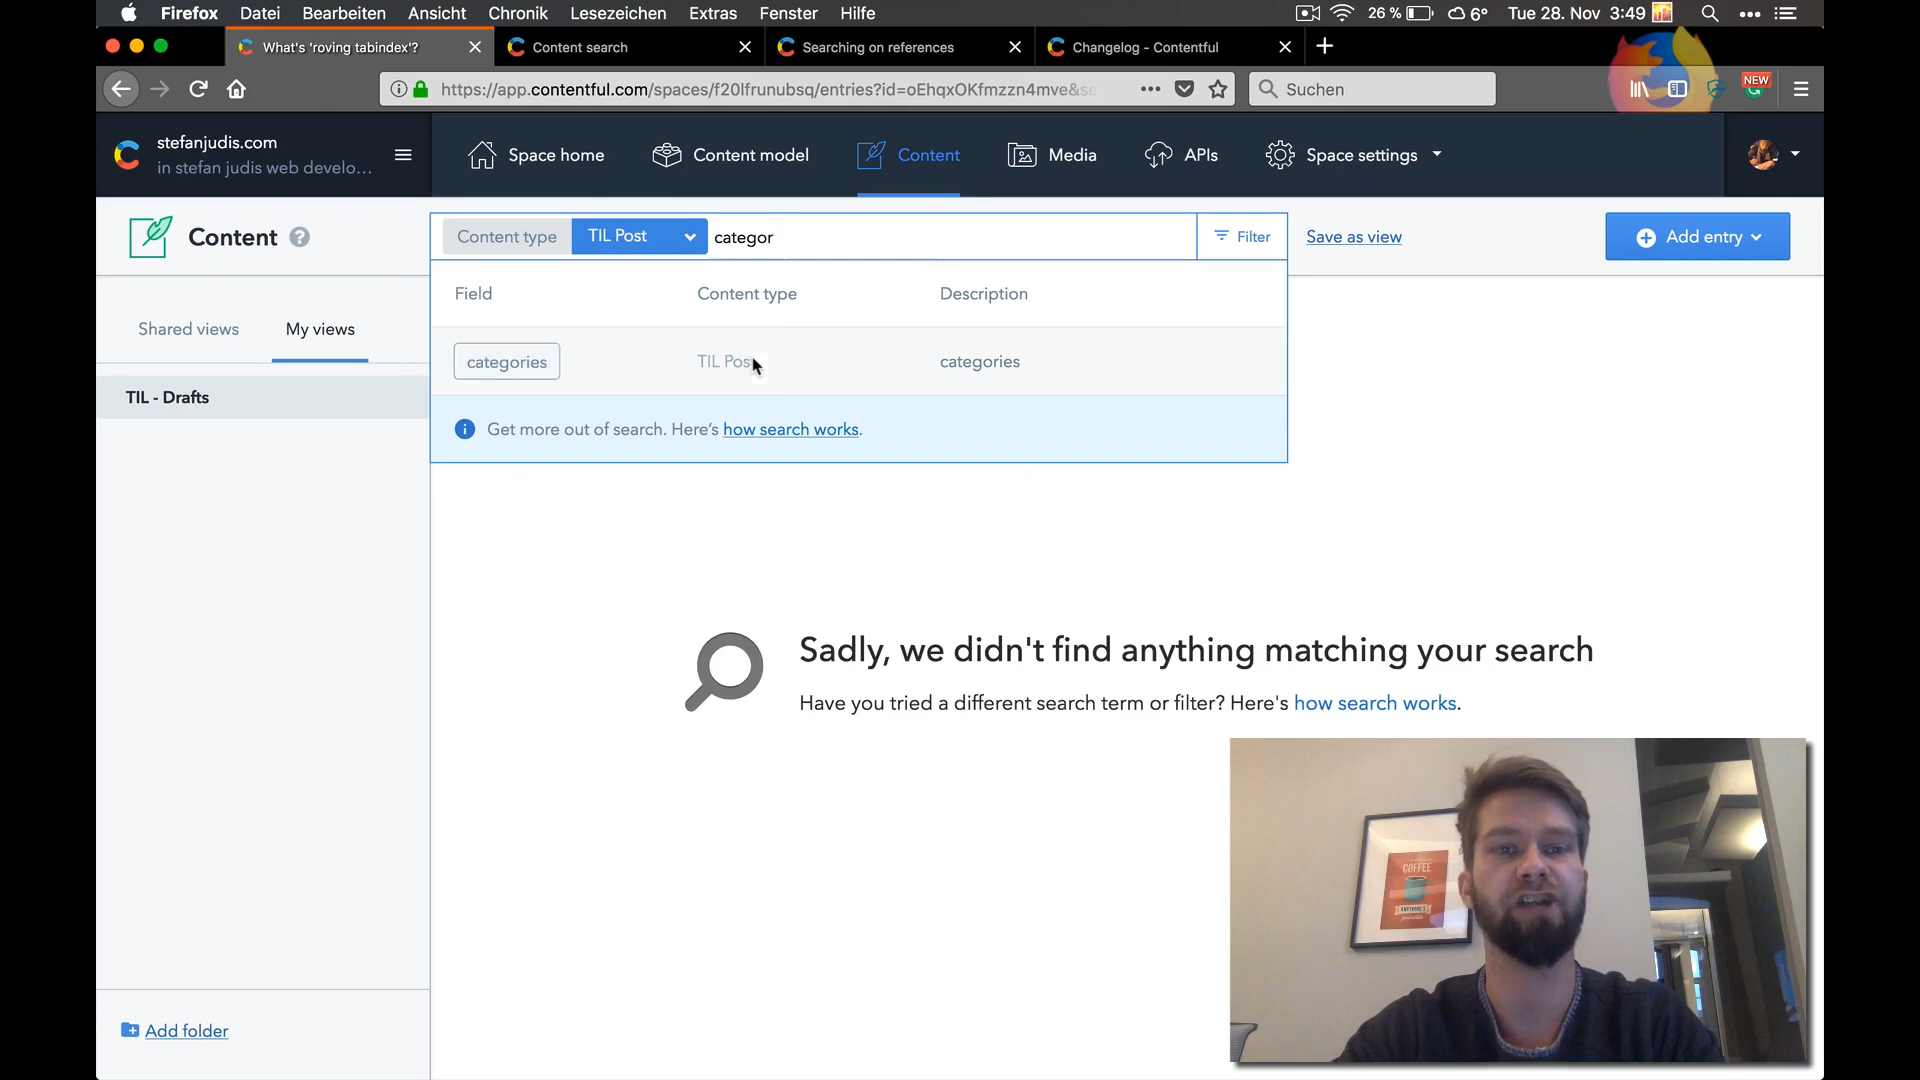 Firefox Datei Bearbeiten Ansicht Chronik Lesezeichen Extras Fenster Hilfe 26 % 6° Tue 28. Nov 3:49
What's 'roving tabindex'? Content search Searching on references Changelog - Contentful
https://app.contentful.com/spaces/f20lfrunubsq/entries?id=oEhqxOKfmzzn4mve&se Suchen NEW
stefanjudis.com
in stefan judis web develo...
Space home Content model Content Media APIs Space settings
Content ? Content type TIL Post categor Filter Save as view Add entry
Field Content type Description
Shared views My views
categories TIL Post categories
TIL - Drafts
Get more out of search. Here's how search works.
Sadly, we didn't find anything matching your search
Have you tried a different search term or filter? Here's how search works.
COFFEE
Add folder